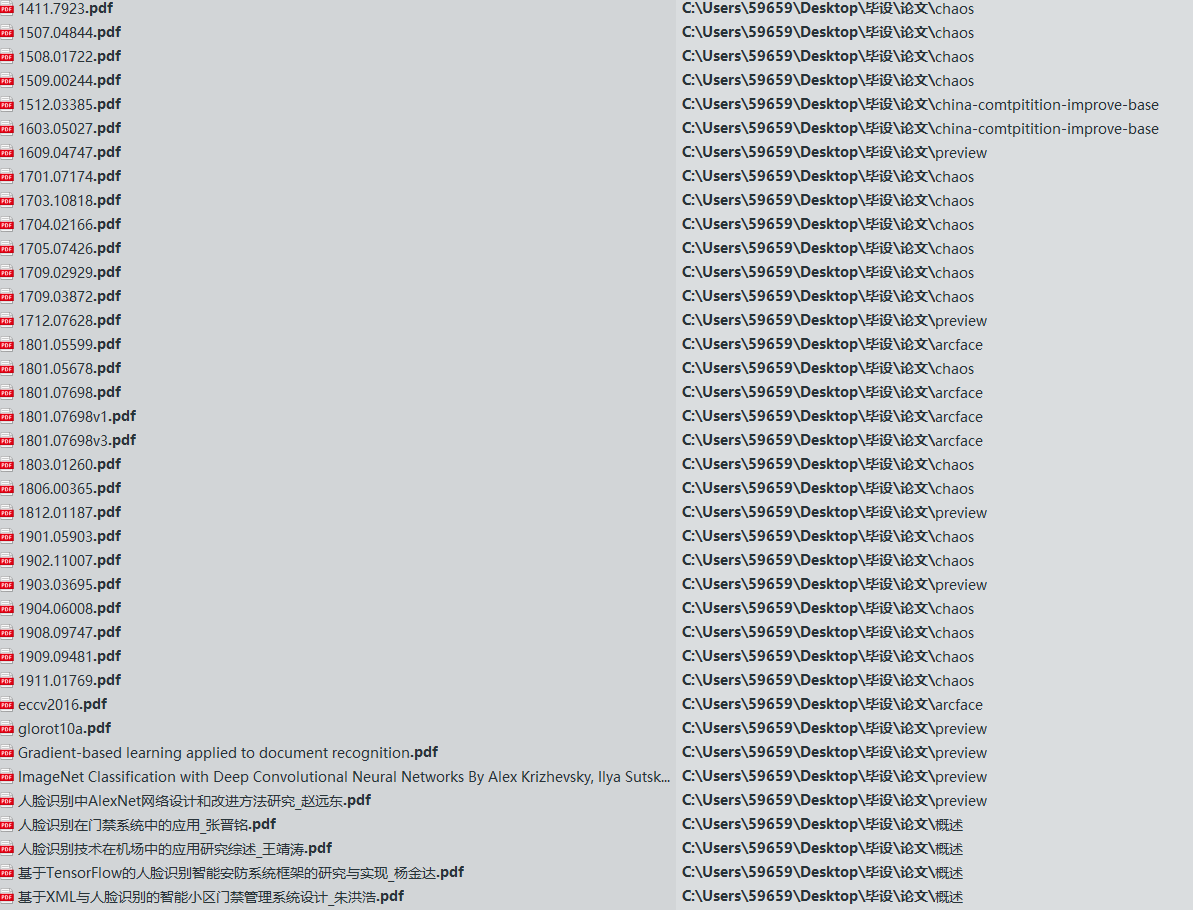 1411.7923.pdf C:\Users\59659\Desktop\毕设\论文\chaos
1507.04844.pdf C:\Users\59659\Desktop\毕设\论文\chaos
1508.01722.pdf C:\Users\59659\Desktop\毕设\论文\chaos
1509.00244.pdf C:\Users\59659\Desktop\毕设\论文\chaos
1512.03385.pdf C:\Users\59659\Desktop\毕设\论文\china-comtpitition-improve-base
1603.05027.pdf C:\Users\59659\Desktop\毕设\论文\china-comtpitition-improve-base
1609.04747.pdf C:\Users\59659\Desktop\毕设\论文\preview
1701.07174.pdf C:\Users\59659\Desktop\毕设\论文\chaos
1703.10818.pdf C:\Users\59659\Desktop\毕设\论文\chaos
1704.02166.pdf C:\Users\59659\Desktop\毕设\论文\chaos
1705.07426.pdf C:\Users\59659\Desktop\毕设\论文\chaos
1709.02929.pdf C:\Users\59659\Desktop\毕设\论文\chaos
1709.03872.pdf C:\Users\59659\Desktop\毕设\论文\chaos
1712.07628.pdf C:\Users\59659\Desktop\毕设\论文\preview
1801.05599.pdf C:\Users\59659\Desktop\毕设\论文\arcface
1801.05678.pdf C:\Users\59659\Desktop\毕设\论文\chaos
1801.07698.pdf C:\Users\59659\Desktop\毕设\论文\arcface
1801.07698v1.pdf C:\Users\59659\Desktop\毕设\论文\arcface
1801.07698v3.pdf C:\Users\59659\Desktop\毕设\论文\arcface
1803.01260.pdf C:\Users\59659\Desktop\毕设\论文\chaos
1806.00365.pdf C:\Users\59659\Desktop\毕设\论文\chaos
1812.01187.pdf C:\Users\59659\Desktop\毕设\论文\preview
1901.05903.pdf C:\Users\59659\Desktop\毕设\论文\chaos
1902.11007.pdf C:\Users\59659\Desktop\毕设\论文\chaos
1903.03695.pdf C:\Users\59659\Desktop\毕设\论文\preview
1904.06008.pdf C:\Users\59659\Desktop\毕设\论文\chaos
1908.09747.pdf C:\Users\59659\Desktop\毕设\论文\chaos
1909.09481.pdf C:\Users\59659\Desktop\毕设\论文\chaos
1911.01769.pdf C:\Users\59659\Desktop\毕设\论文\chaos
eccv2016.pdf C:\Users\59659\Desktop\毕设\论文\arcface
glorot10a.pdf C:\Users\59659\Desktop\毕设\论文\preview
Gradient-based learning applied to document recognition.pdf C:\Users\59659\Desktop\毕设\论文\preview
ImageNet Classification with Deep Convolutional Neural Networks By Alex Krizhevsky, Ilya Sutsk... C:\Users\59659\Desktop\毕设\论文\preview
人脸识别中AlexNet网络设计和改进方法研究_赵远东.pdf C:\Users\59659\Desktop\毕设\论文\preview
人脸识别在门禁系统中的应用_张晋铭.pdf C:\Users\59659\Desktop\毕设\论文\概述
人脸识别技术在机场中的应用研究综述_王靖涛.pdf C:\Users\59659\Desktop\毕设\论文\概述
基于TensorFlow的人脸识别智能安防系统框架的研究与实现_杨金达.pdf C:\Users\59659\Desktop\毕设\论文\概述
基于XML与人脸识别的智能小区门禁管理系统设计_朱洪浩.pdf C:\Users\59659\Desktop\毕设\论文\概述